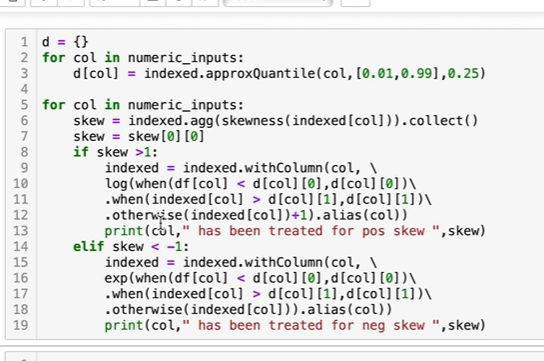 1 d = {}
2 for col in numeric_inputs:
3     d[col] = indexed.approxQuantile(col,[0.01,0.99],0.25)
4
5 for col in numeric_inputs:
6     skew = indexed.agg(skewness(indexed[col])).collect()
7     skew = skew[0][0]
8     if skew >1:
9         indexed = indexed.withColumn(col, \
10         log(when(df[col] < d[col][0],d[col][0])\
11         .when(indexed[col] > d[col][1],d[col][1])\
12         .otherwise(indexed[col])+1).alias(col))
13         print(col," has been treated for pos skew ",skew)
14     elif skew < -1:
15         indexed = indexed.withColumn(col, \
16         exp(when(df[col] < d[col][0],d[col][0])\
17         .when(indexed[col] > d[col][1],d[col][1])\
18         .otherwise(indexed[col])).alias(col))
19         print(col," has been treated for neg skew ",skew)